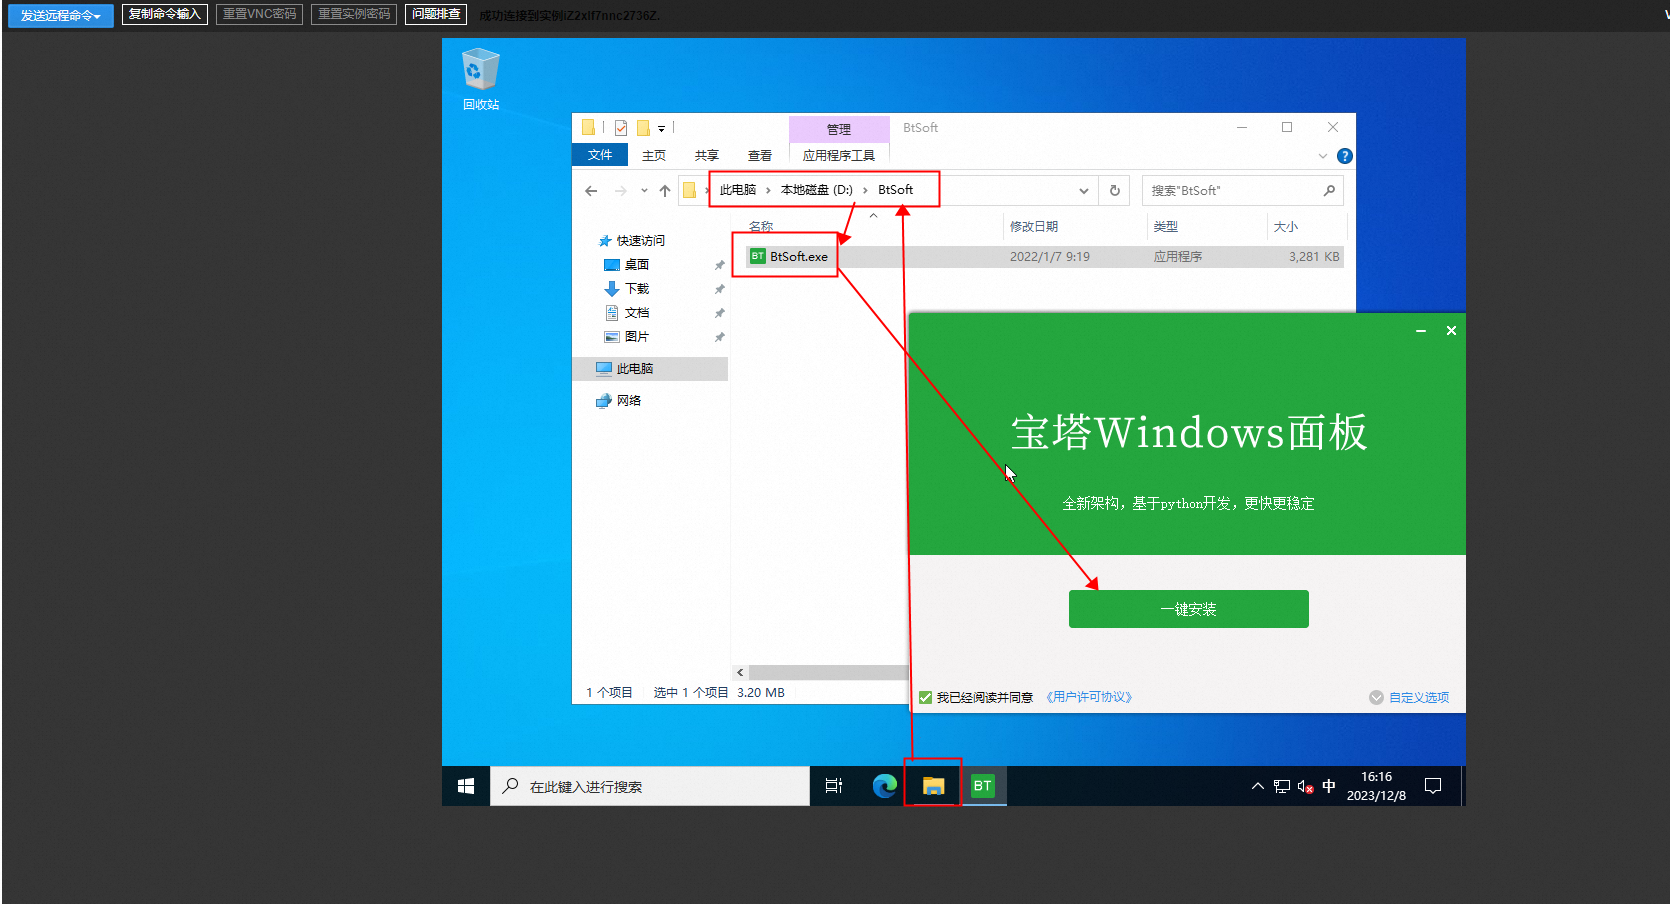 发送远程命令
复制命令输入
重置VNC密码
重置实例密码
问题排查
成功连接到实例iZ2xlf7nnc2736Z.
回收站
管理
BtSoft
文件
主页
共享
查看
应用程序工具
此电脑 › 本地磁盘 (D:) › BtSoft
搜索"BtSoft"
名称
修改日期
类型
大小
BT
BtSoft.exe
2022/1/7 9:19
应用程序
3,281 KB
快速访问
桌面
下载
文档
图片
此电脑
网络
宝塔Windows面板
全新架构，基于python开发，更快更稳定
一键安装
我已经阅读并同意 《用户许可协议》
自定义选项
1 个项目
选中 1 个项目 3.20 MB
在此键入进行搜索
BT
中
16:16
2023/12/8